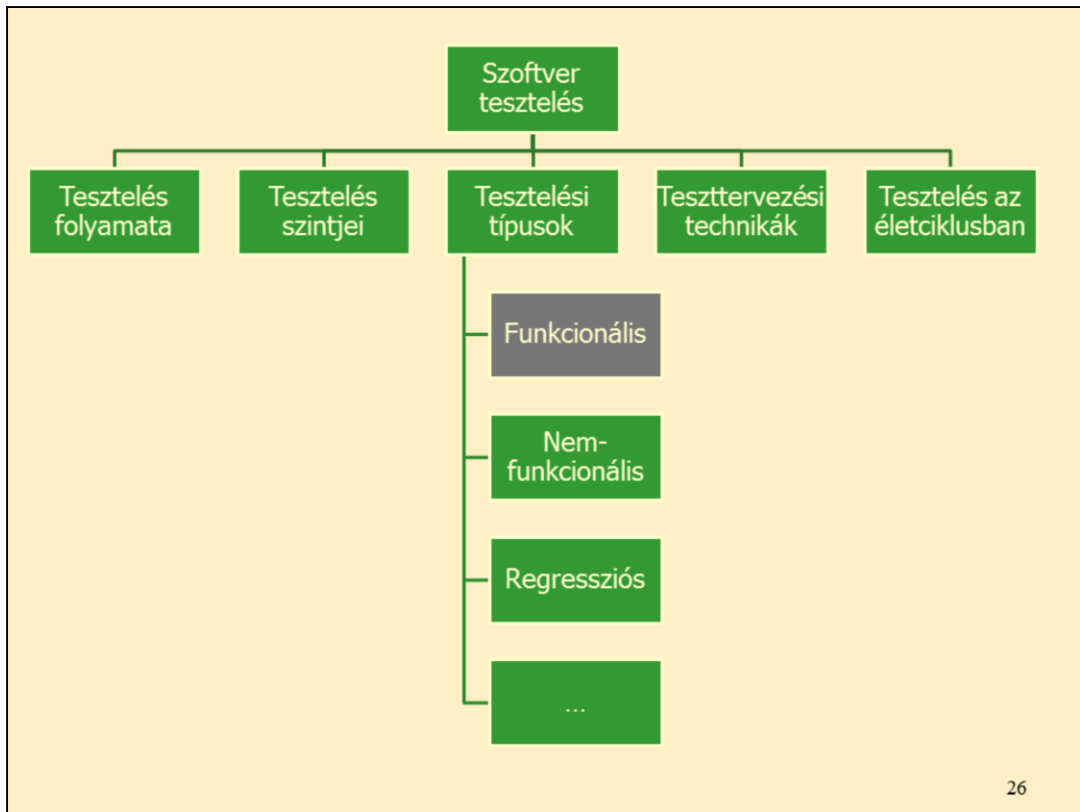 Szoftver
tesztelés
Tesztelés
folyamata
Tesztelés
szintjei
Tesztelési
típusok
Teszttervezési
technikák
Tesztelés az
életciklusban
Funkcionális
Nem-
funkcionális
Regressziós
...
26